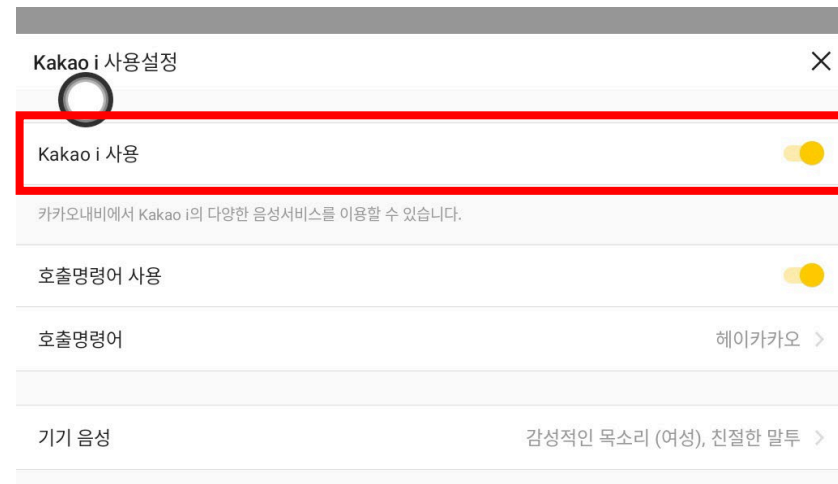 Kakao i 사용설정
Kakao i 사용
카카오내비에서 Kakao i의 다양한 음성서비스를 이용할 수 있습니다.
호출명령어 사용
호출명령어 헤이카카오
기기 음성 감성적인 목소리 (여성), 친절한 말투